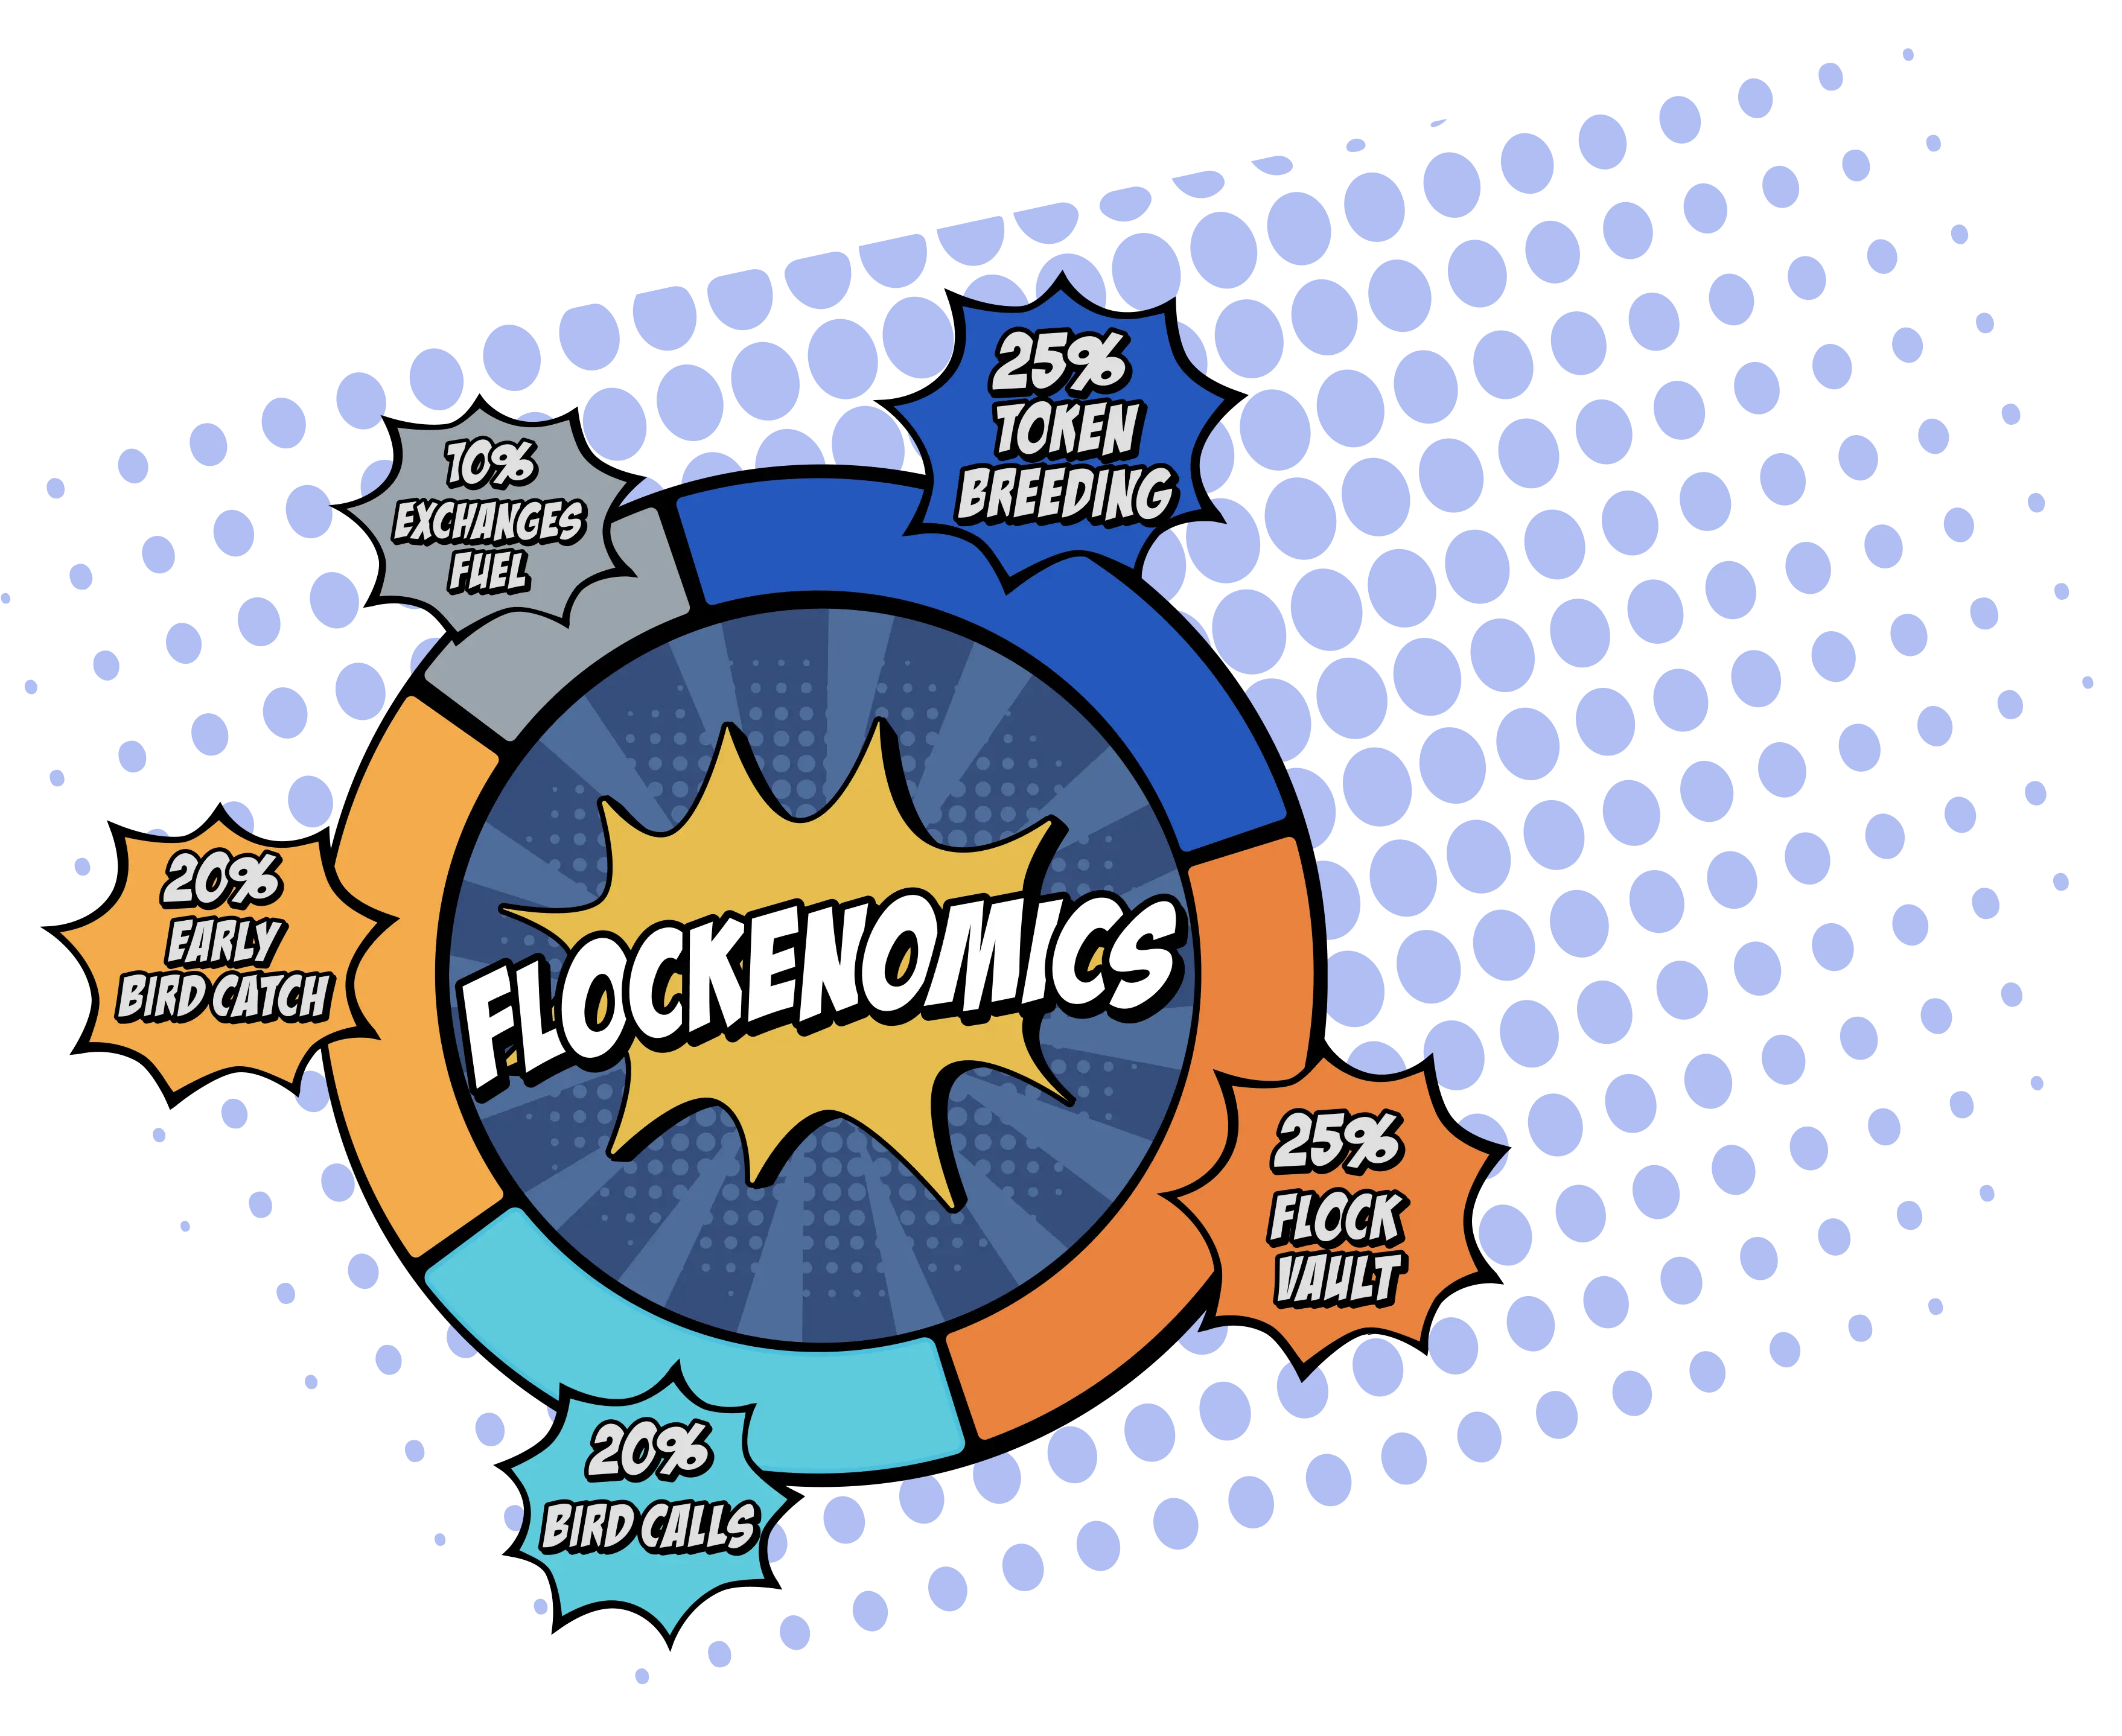 25%
TOKEN
BREEDING
10%
EXCHANGES
FUEL
20%
EARLY
BIRD CATCH
FLOCKENOMICS
25%
FLOCK
VAULT
20%
BIRD CALLS